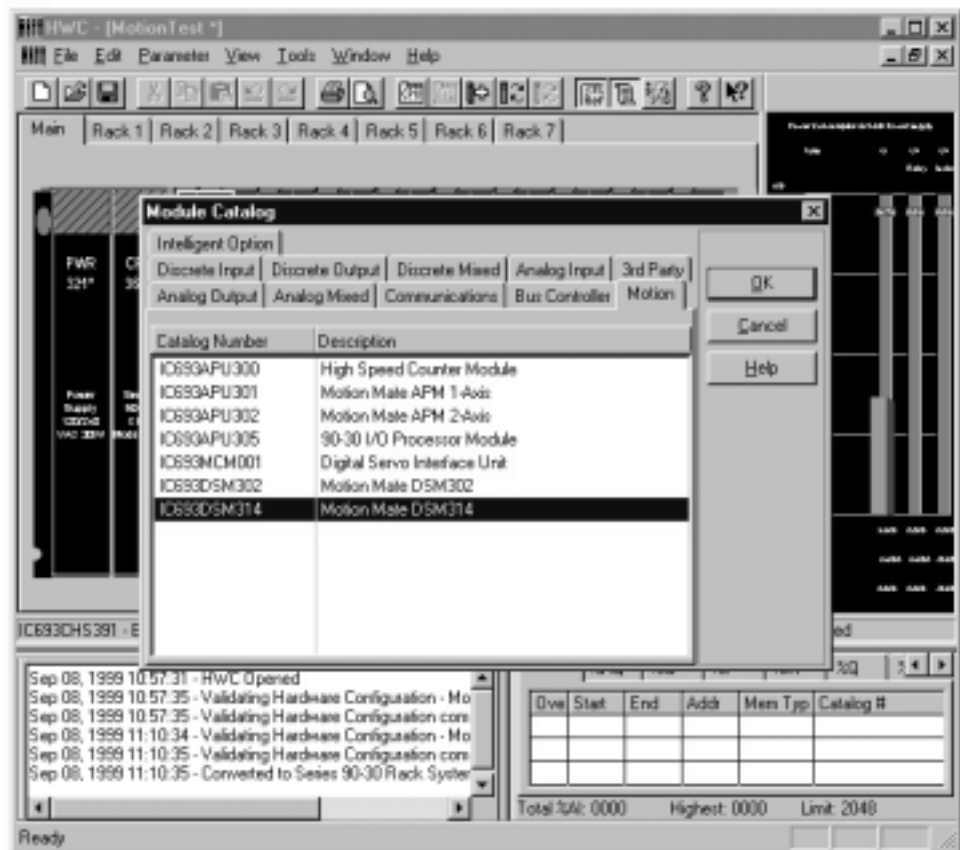 HWC - [MotionTest *]
File Edit Parameter View Tools Window Help
Main Rack 1 Rack 2 Rack 3 Rack 4 Rack 5 Rack 6 Rack 7
Module Catalog
Intelligent Option
Discrete Input Discrete Output Discrete Mixed Analog Input 3rd Party
Analog Output Analog Mixed Communications Bus Controller Motion
OK
Cancel
Help
Catalog Number Description
IC693APU300 High Speed Counter Module
IC693APU301 Motion Mate APM 1-Axis
IC693APU302 Motion Mate APM 2-Axis
IC693APU305 90-30 I/O Processor Module
IC693MCM001 Digital Servo Interface Unit
IC693DSM302 Motion Mate DSM302
IC693DSM314 Motion Mate DSM314
PWR
321*
Power
Supply
IC693CHS391 - E
ed
Sep 08, 1999 10:57:31 - HWC Opened
Sep 08, 1999 10:57:35 - Validating Hardware Configuration - Mo
Sep 08, 1999 10:57:35 - Validating Hardware Configuration com
Sep 08, 1999 11:10:34 - Validating Hardware Configuration - Mo
Sep 08, 1999 11:10:35 - Validating Hardware Configuration com
Sep 08, 1999 11:10:35 - Converted to Series 90-30 Rack System
%Q
Ove Start End Addr Mem Typ Catalog #
Total %AI: 0000 Highest: 0000 Limit: 2048
Ready